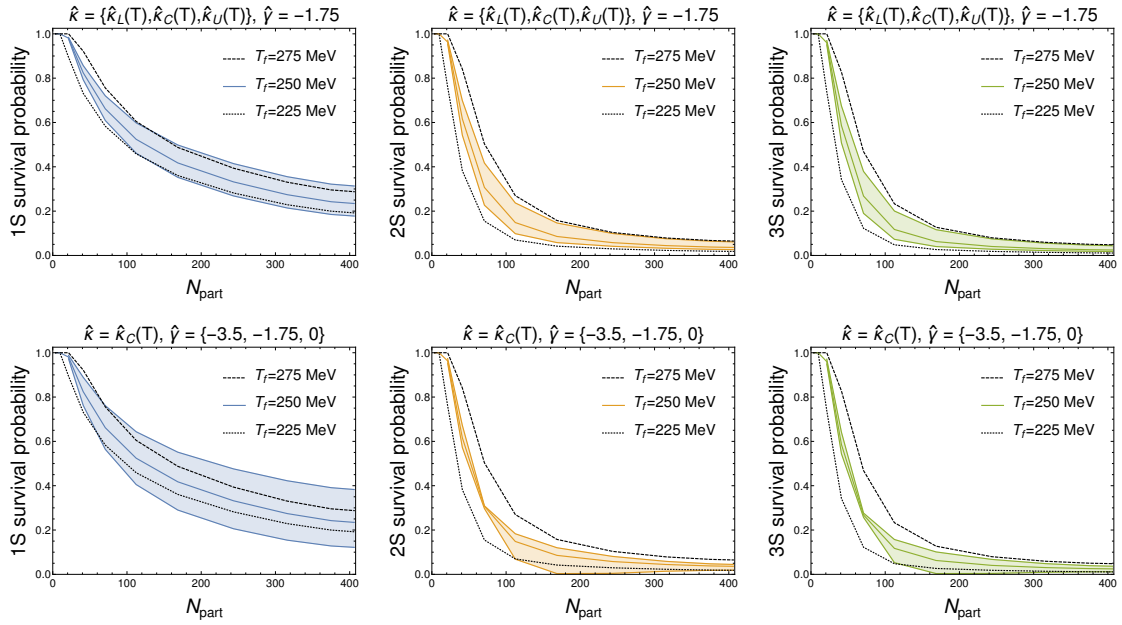 κ̂ = {κ̂_L(T),κ̂_C(T),κ̂_U(T)}, γ̂ = −1.75
1S survival probability
1.0
0.8
0.6
0.4
0.2
0.0
T_f=275 MeV
T_f=250 MeV
T_f=225 MeV
0 100 200 300 400
N_part
κ̂ = {κ̂_L(T),κ̂_C(T),κ̂_U(T)}, γ̂ = −1.75
2S survival probability
1.0
0.8
0.6
0.4
0.2
0.0
T_f=275 MeV
T_f=250 MeV
T_f=225 MeV
0 100 200 300 400
N_part
κ̂ = {κ̂_L(T),κ̂_C(T),κ̂_U(T)}, γ̂ = −1.75
3S survival probability
1.0
0.8
0.6
0.4
0.2
0.0
T_f=275 MeV
T_f=250 MeV
T_f=225 MeV
0 100 200 300 400
N_part
κ̂ = κ̂_C(T), γ̂ = {−3.5, −1.75, 0}
1S survival probability
1.0
0.8
0.6
0.4
0.2
0.0
T_f=275 MeV
T_f=250 MeV
T_f=225 MeV
0 100 200 300 400
N_part
κ̂ = κ̂_C(T), γ̂ = {−3.5, −1.75, 0}
2S survival probability
1.0
0.8
0.6
0.4
0.2
0.0
T_f=275 MeV
T_f=250 MeV
T_f=225 MeV
0 100 200 300 400
N_part
κ̂ = κ̂_C(T), γ̂ = {−3.5, −1.75, 0}
3S survival probability
1.0
0.8
0.6
0.4
0.2
0.0
T_f=275 MeV
T_f=250 MeV
T_f=225 MeV
0 100 200 300 400
N_part